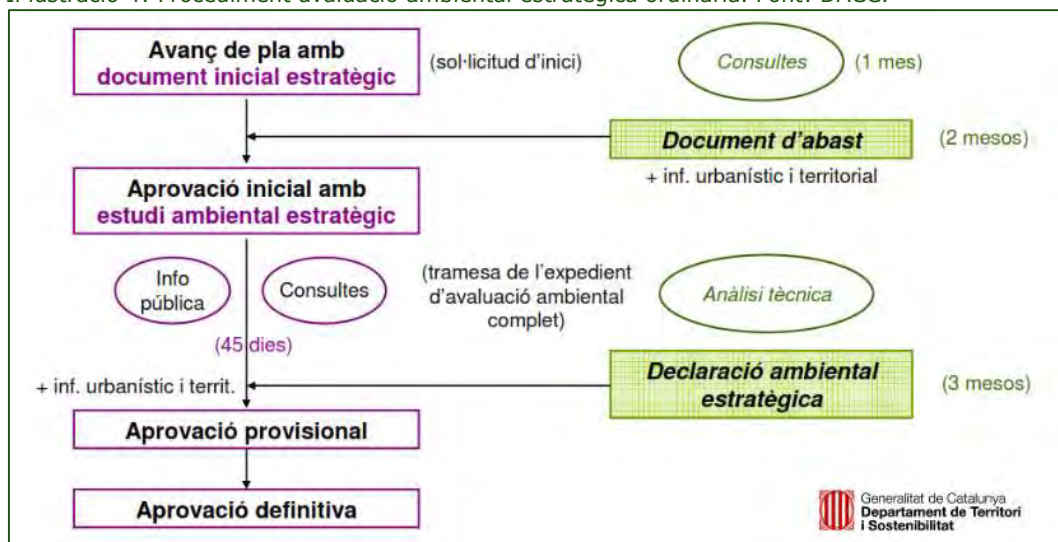 Avanç de pla amb
document inicial estratègic
(sol·licitud d'inici)
Consultes
(1 mes)
Document d'abast
(2 mesos)
+ inf. urbanístic i territorial
Aprovació inicial amb
estudi ambiental estratègic
Info
pública
Consultes
(45 dies)
(tramesa de l'expedient
d'avaluació ambiental
complet)
Anàlisi tècnica
+ inf. urbanístic i territ.
Declaració ambiental
estratègica
(3 mesos)
Aprovació provisional
Aprovació definitiva
Generalitat de Catalunya
Departament de Territori
i Sostenibilitat